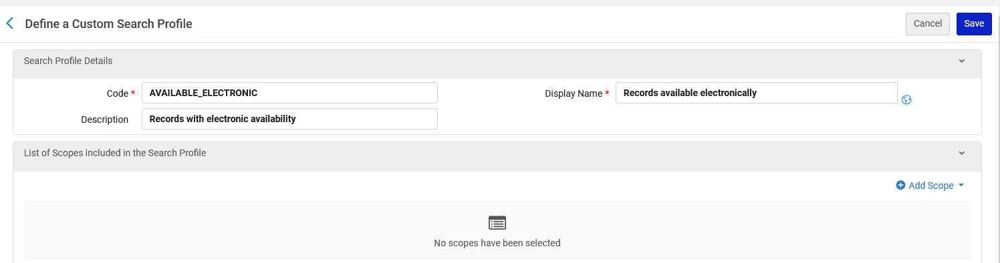 Define a Custom Search Profile
Cancel
Save
Search Profile Details
Code *
AVAILABLE_ELECTRONIC
Display Name *
Records available electronically
Description
Records with electronic availability
List of Scopes included in the Search Profile
Add Scope
No scopes have been selected